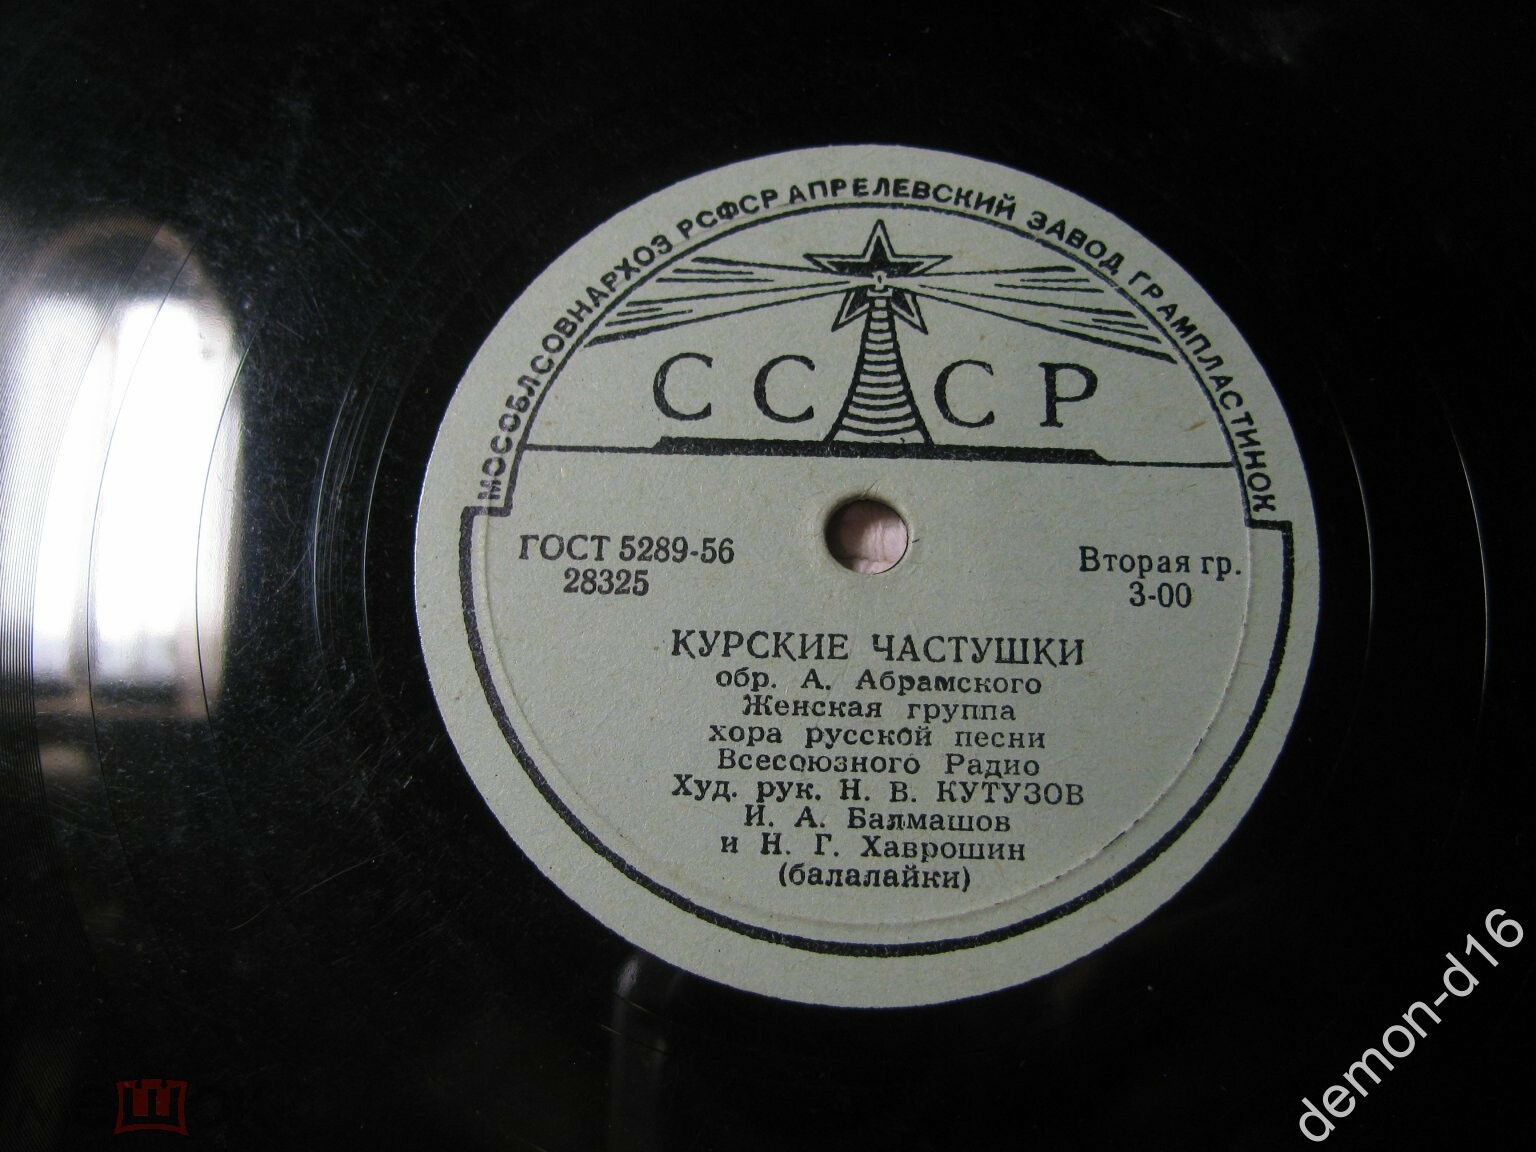 МОСОБЛСОВНАРХОЗ РСФСР АПРЕЛЕВСКИЙ ЗАВОД ГРАМПЛАСТИНОК
СССР
ГОСТ 5289-56
28325
Вторая гр.
3-00
КУРСКИЕ ЧАСТУШКИ
обр. А. Абрамского
Женская группа
хора русской песни
Всесоюзного Радио
Худ. рук. Н. В. КУТУЗОВ
И. А. Балмашов
и Н. Г. Хаврошин
(балалайки)
demon-d16